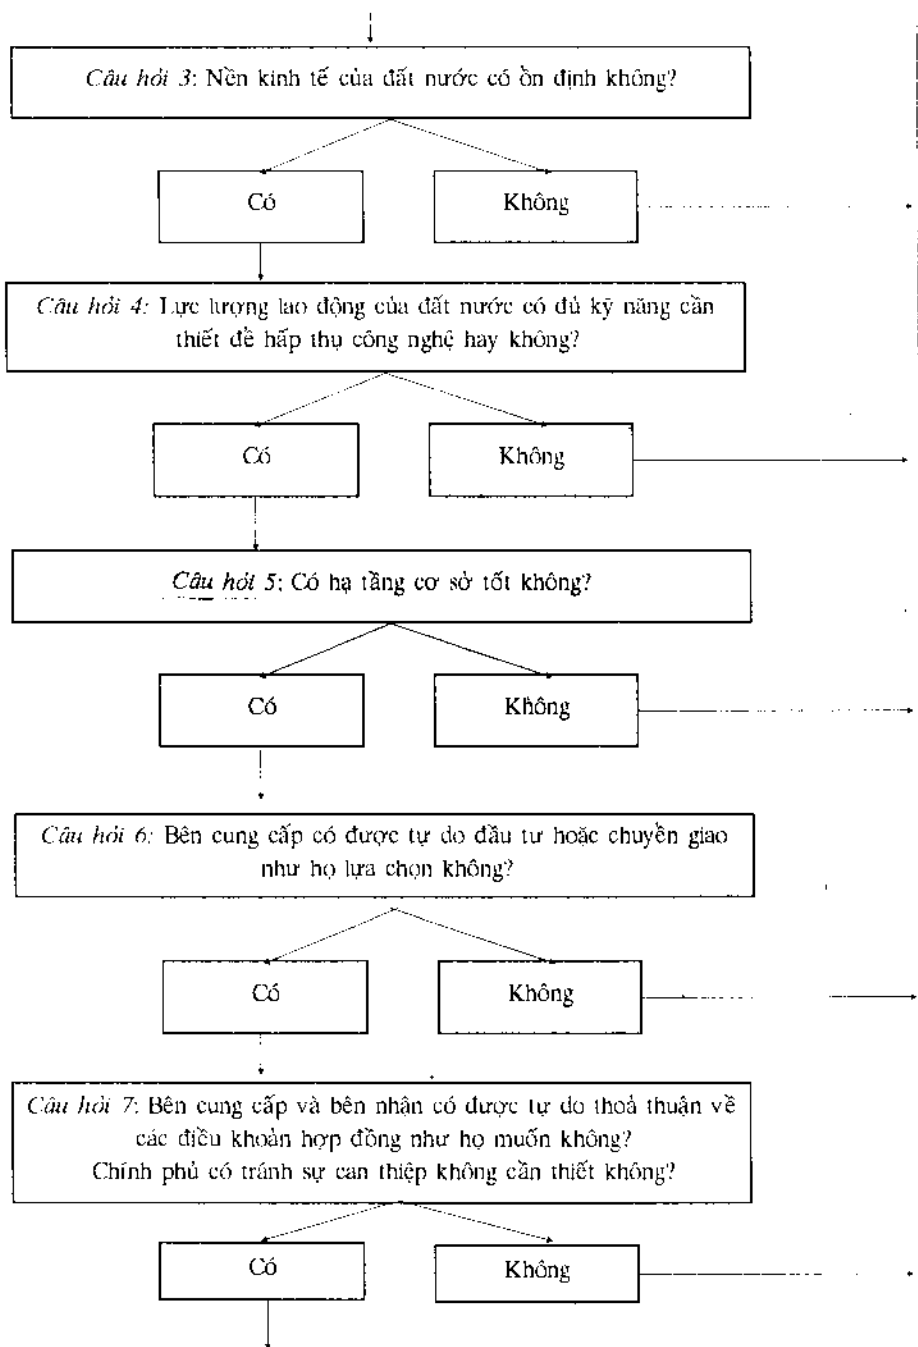 Câu hỏi 3: Nền kinh tế của đất nước có ổn định không?
Có
Không
Câu hỏi 4: Lực lượng lao động của đất nước có đủ kỹ năng cần
thiết để hấp thụ công nghệ hay không?
Có
Không
Câu hỏi 5: Có hạ tầng cơ sở tốt không?
Có
Không
Câu hỏi 6: Bên cung cấp có được tự do đầu tư hoặc chuyển giao
như họ lựa chọn không?
Có
Không
Câu hỏi 7: Bên cung cấp và bên nhận có được tự do thoả thuận về
các điều khoản hợp đồng như họ muốn không?
Chính phủ có tránh sự can thiệp không cần thiết không?
Có
Không